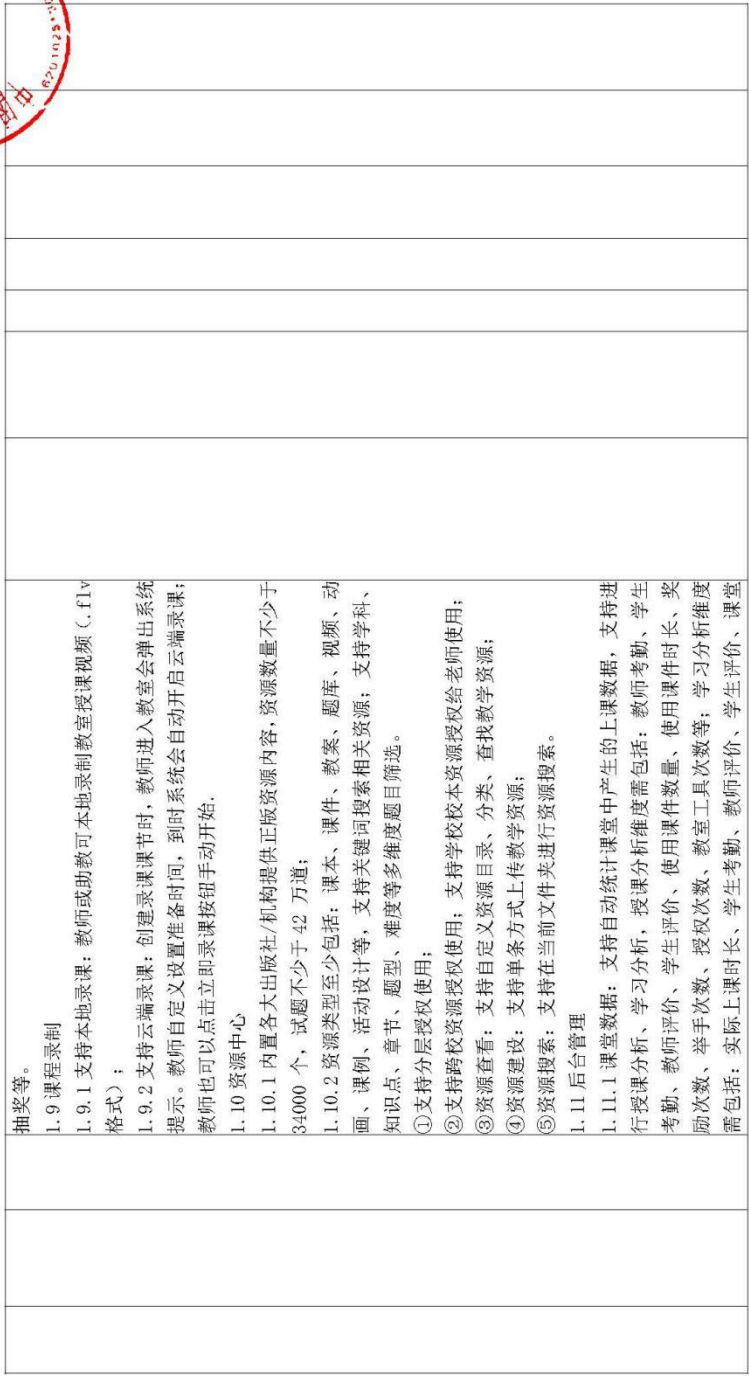 抽奖等。
1.9 课程录制
1.9.1 支持本地录课：教师或助教可本地录制教室授课视频（.flv
格式）；
1.9.2 支持云端录课：创建录课课节时，教师进入教室会弹出系统
提示。教师自定义设置准备时间，到时系统会自动开启云端录课；
教师也可以点击立即录课按钮手动开始.
1.10 资源中心
1.10.1 内置各大出版社/机构提供正版资源内容,资源数量不少于
34000 个，试题不少于 42 万道；
1.10.2 资源类型至少包括：课本、课件、教案、题库、视频、动
画、课例、活动设计等，支持关键词搜索相关资源；支持学科、
知识点、章节、题型、难度等多维度题目筛选。
①支持分层授权使用；
②支持跨校资源授权使用；支持学校校本资源授权给老师使用；
③资源查看：支持自定义资源目录、分类、查找教学资源；
④资源建设：支持单条方式上传教学资源；
⑤资源搜索：支持在当前文件夹进行资源搜索。
1.11 后台管理
1.11.1 课堂数据：支持自动统计课堂中产生的上课数据，支持进
行授课分析、学习分析，授课分析维度需包括：教师考勤、学生
考勤、教师评价、学生评价、使用课件数量、使用课件时长、奖
励次数、举手次数、授权次数、教室工具次数等；学习分析维度
需包括：实际上课时长、学生考勤、教师评价、学生评价、课堂